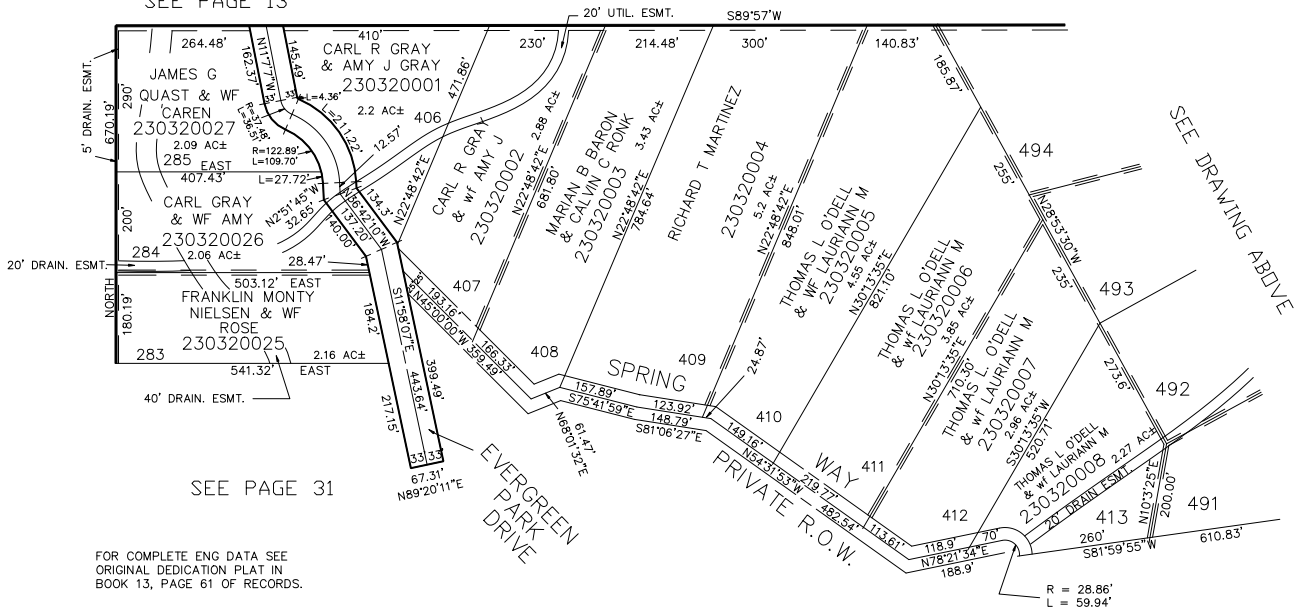 SEE PAGE 13
20' UTIL. ESMT.
S89°57'W
264.48'
410'
230'
214.48'
300'
140.83'
5' DRAIN. ESMT.
670.19'
290'
JAMES G
QUAST & WF
CAREN
230320027
2.09 AC±
285
EAST
407.43'
162.37'
N11°7'7"W
145.49'
33' 33'
L=4.36'
R=37.48'
L=36.51'
L=211.22'
R=122.89'
L=109.70'
L=27.72'
CARL R GRAY
& AMY J GRAY
230320001
2.2 AC±
406
12.57'
471.86'
N22°48'42"E
CARL R GRAY
& wf AMY J
230320002
2.88 AC±
N22°48'42"E
681.80'
MARIAN B BARON
& CALVIN C RONK
230320003
3.43 AC±
N22°48'42"E
784.64'
RICHARD T MARTINEZ
230320004
5.2 AC±
N22°48'42"E
848.01'
THOMAS L O'DELL
& WF LAURIANN M
230320005
4.55 AC±
N30°13'35"E
821.10'
THOMAS L O'DELL
& wf LAURIANN M
230320006
3.85 AC±
N30°13'35"E
710.30'
THOMAS L. O'DELL
& wf LAURIANN M
230320007
2.96 AC±
S30°13'35"W
520.71'
THOMAS L O'DELL
& wf LAURIANN M
230320008
2.27 AC±
20' DRAIN ESMT.
185.87'
494
255'
N28°53'30"W
235'
493
273.6'
492
N10°3'25"E
200.00'
491
SEE DRAWING ABOVE
200'
CARL GRAY
& WF AMY
230320026
2.06 AC±
284
20' DRAIN. ESMT.
N2°51'45"W
32.65'
134.3'
N36°42'10"W
137.20'
140.00'
28.47'
503.12'
EAST
NORTH
180.19'
FRANKLIN MONTY
NIELSEN & WF
ROSE
230320025
283
2.16 AC±
541.32'
EAST
40' DRAIN. ESMT.
184.2'
S11°58'07"E
399.49'
443.64'
217.15'
33' 33'
67.31'
N89°20'11"E
EVERGREEN
PARK
DRIVE
407
193.16'
N45°00'00"W
359.49'
166.33'
408
61.47'
N68°01'32"E
SPRING
WAY
157.89'
S75°41'59"E
123.92'
148.79'
S81°06'27"E
409
24.87'
410
149.16'
N54°31'53"W
219.77'
482.54'
PRIVATE R.O.W.
411
113.61'
412
118.9'
70'
N78°21'34"E
188.9'
413
260'
S81°59'55"W
610.83'
R = 28.86'
L = 59.94'
SEE PAGE 31
FOR COMPLETE ENG DATA SEE
ORIGINAL DEDICATION PLAT IN
BOOK 13, PAGE 61 OF RECORDS.